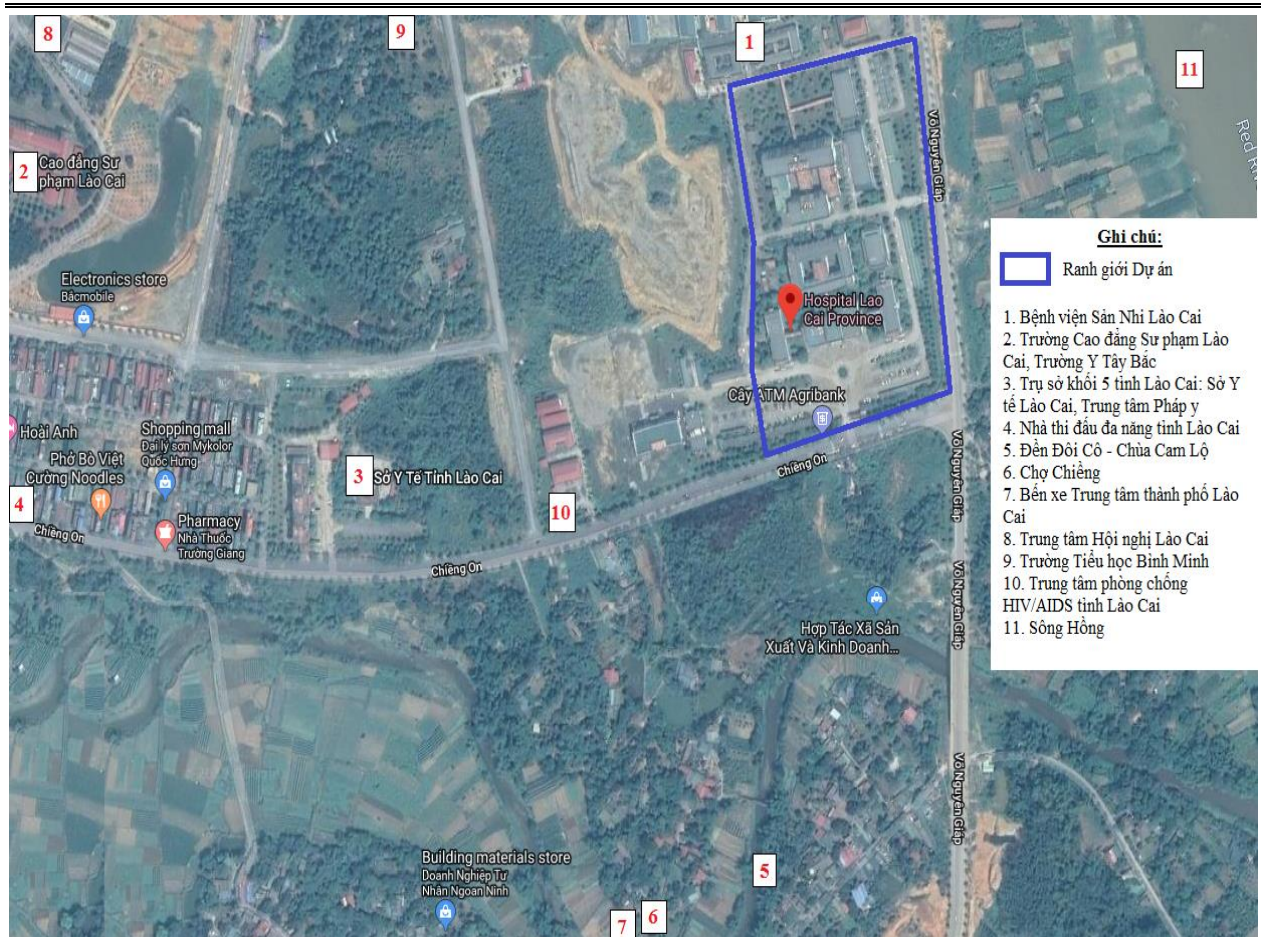 8
9
1
11
2
Cao đẳng Sư
phạm Lào Cai
Võ Nguyên Giáp
Electronics store
Bácmobile
Hospital Lao
Cai Province
Cây ATM Agribank
Hoài Anh
Phở Bò Việt
Cường Noodles
Shopping mall
Đại lý sơn Mykolor
Quốc Hưng
Pharmacy
Nhà Thuốc
Trường Giang
4
Chiềng On
3
Sở Y Tế Tỉnh Lào Cai
10
Chiềng On
Chiềng On
Võ Nguyên Giáp
Võ Nguyên Giáp
Hợp Tác Xã Sản
Xuất Và Kinh Doanh...
Võ Nguyên Giáp
Building materials store
Doanh Nghiệp Tư
Nhân Ngoan Ninh
5
7
6
Ghi chú:
Ranh giới Dự án
1. Bệnh viện Sản Nhi Lào Cai
2. Trường Cao đẳng Sư phạm Lào
Cai, Trường Y Tây Bắc
3. Trụ sở khối 5 tỉnh Lào Cai: Sở Y
tế Lào Cai, Trung tâm Pháp y
4. Nhà thi đấu đa năng tỉnh Lào Cai
5. Đền Đôi Cô - Chùa Cam Lộ
6. Chợ Chiềng
7. Bến xe Trung tâm thành phố Lào
Cai
8. Trung tâm Hội nghị Lào Cai
9. Trường Tiểu học Bình Minh
10. Trung tâm phòng chống
HIV/AIDS tỉnh Lào Cai
11. Sông Hồng